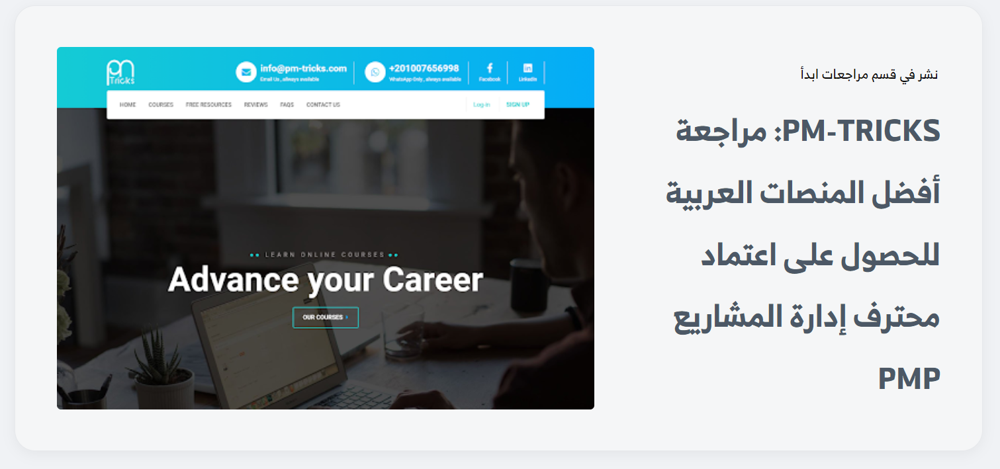 نشر في قسم مراجعات ابدأ
PM-TRICKS: مراجعة
أفضل المنصات العربية
للحصول على اعتماد
محترف إدارة المشاريع
PMP
pm Tricks
info@pm-tricks.com
Email Us , allways available
+201007656998
WhatsApp Only , always available
Facebook
LinkedIn
HOME COURSES FREE RESOURCES REVIEWS FAQS CONTACT US Log-in SIGN UP
LEARN ONLINE COURSES
Advance your Career
OUR COURSES